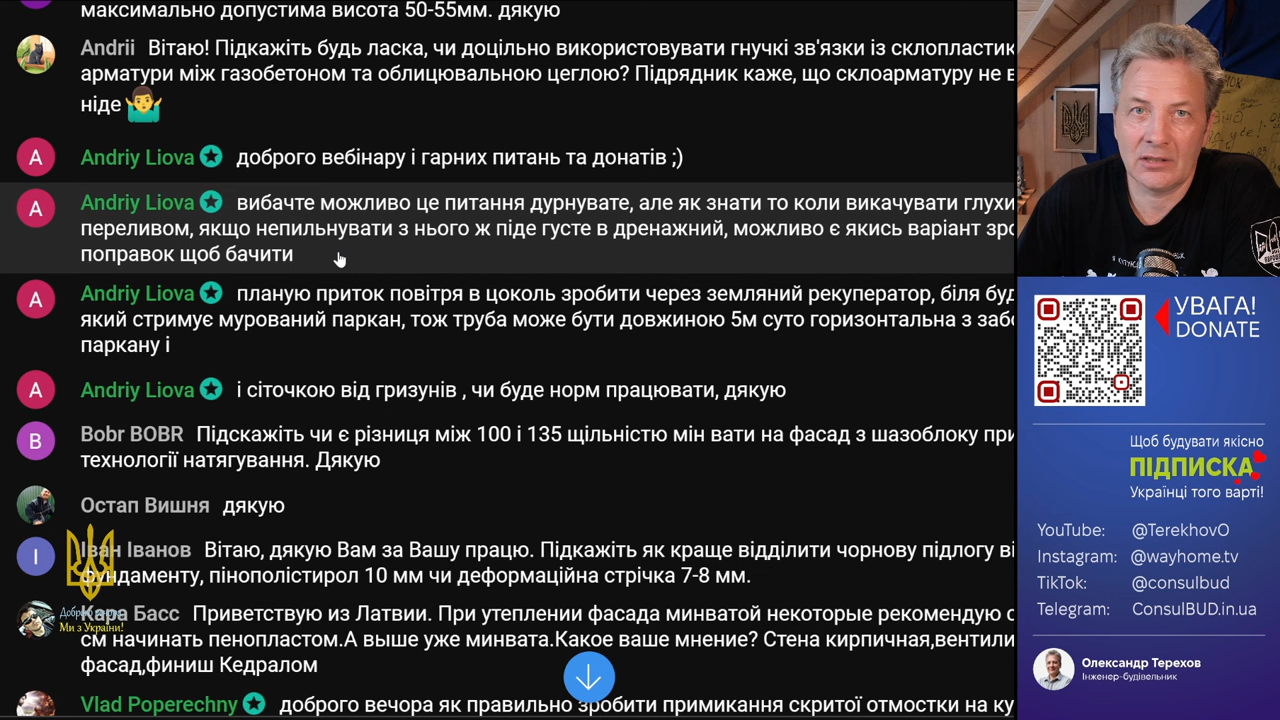 максимально допустима висота 50-55мм. дякую
Andrii Вітаю! Підкажіть будь ласка, чи доцільно використовувати гнучкі зв'язки із склопластик
арматури між газобетоном та облицювальною цеглою? Підрядник каже, що склоарматуру не в
ніде
A Andriy Liova доброго вебінару і гарних питань та донатів ;)
A Andriy Liova вибачте можливо це питання дурнувате, але як знати то коли викачувати глухи
переливом, якщо непильнувати з нього ж піде густе в дренажний, можливо є якись варіант зро
поправок щоб бачити
A Andriy Liova планую приток повітря в цоколь зробити через земляний рекуператор, біля буд
який стримує мурований паркан, тож труба може бути довжиною 5м суто горизонтальна з забо
паркану і
A Andriy Liova і сіточкою від гризунів , чи буде норм працювати, дякую
B Bobr BOBR Підскажіть чи є різниця між 100 і 135 щільністю мін вати на фасад з шазоблоку при
технології натягування. Дякую
Остап Вишня дякую
І Іван Іванов Вітаю, дякую Вам за Вашу працю. Підкажіть як краще відділити чорнову підлогу ві
фундаменту, пінополістирол 10 мм чи деформаційна стрічка 7-8 мм.
Кара Басс Приветствую из Латвии. При утеплении фасада минватой некоторые рекомендую с
см начинать пенопластом.А выше уже минвата.Какое ваше мнение? Стена кирпичная,вентили
фасад,финиш Кедралом
Vlad Poperechny доброго вечора як правильно зробити примикання скритої отмостки на ку
Ми з України!
УВАГА!
DONATE
Щоб будувати якісно
ПІДПИСКА
Українці того варті!
YouTube: @TerekhovO
Instagram: @wayhome.tv
TikTok: @consulbud
Telegram: ConsulBUD.in.ua
Олександр Терехов
Інженер-будівельник